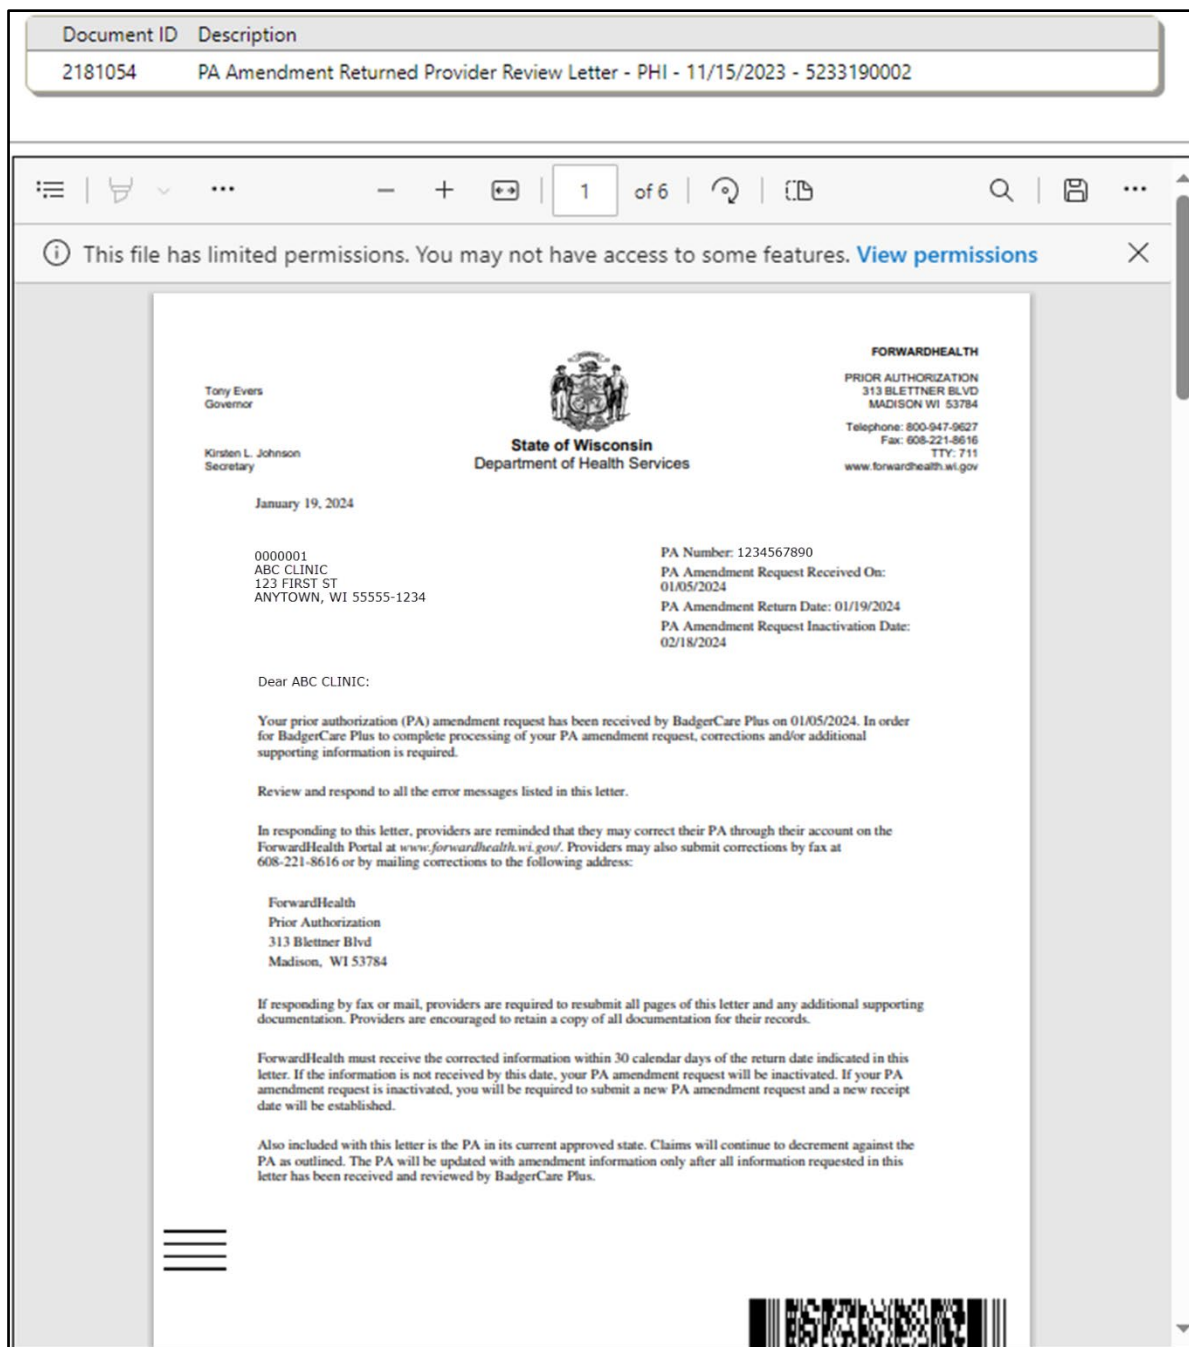 Document ID Description
2181054 PA Amendment Returned Provider Review Letter - PHI - 11/15/2023 - 5233190002
1 of 6
This file has limited permissions. You may not have access to some features. View permissions
FORWARDHEALTH
PRIOR AUTHORIZATION
313 BLETTNER BLVD
MADISON WI 53784
Telephone: 800-947-9627
Fax: 608-221-8616
TTY: 711
www.forwardhealth.wi.gov
Tony Evers
Governor
Kirsten L. Johnson
Secretary
State of Wisconsin
Department of Health Services
January 19, 2024
0000001
ABC CLINIC
123 FIRST ST
ANYTOWN, WI 55555-1234
PA Number: 1234567890
PA Amendment Request Received On:
01/05/2024
PA Amendment Return Date: 01/19/2024
PA Amendment Request Inactivation Date:
02/18/2024
Dear ABC CLINIC:
Your prior authorization (PA) amendment request has been received by BadgerCare Plus on 01/05/2024. In order
for BadgerCare Plus to complete processing of your PA amendment request, corrections and/or additional
supporting information is required.
Review and respond to all the error messages listed in this letter.
In responding to this letter, providers are reminded that they may correct their PA through their account on the
ForwardHealth Portal at www.forwardhealth.wi.gov/. Providers may also submit corrections by fax at
608-221-8616 or by mailing corrections to the following address:
ForwardHealth
Prior Authorization
313 Blettner Blvd
Madison, WI 53784
If responding by fax or mail, providers are required to resubmit all pages of this letter and any additional supporting
documentation. Providers are encouraged to retain a copy of all documentation for their records.
ForwardHealth must receive the corrected information within 30 calendar days of the return date indicated in this
letter. If the information is not received by this date, your PA amendment request will be inactivated. If your PA
amendment request is inactivated, you will be required to submit a new PA amendment request and a new receipt
date will be established.
Also included with this letter is the PA in its current approved state. Claims will continue to decrement against the
PA as outlined. The PA will be updated with amendment information only after all information requested in this
letter has been received and reviewed by BadgerCare Plus.